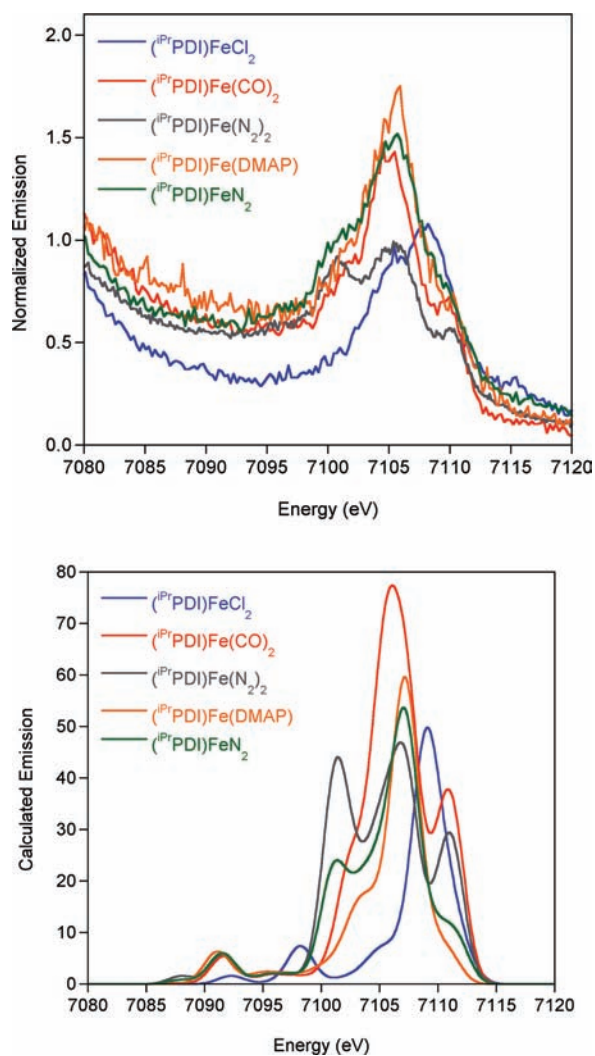 2.0
(ⁱᴾʳPDI)FeCl₂
(ⁱᴾʳPDI)Fe(CO)₂
(ⁱᴾʳPDI)Fe(N₂)₂
(ⁱᴾʳPDI)Fe(DMAP)
(ⁱᴾʳPDI)FeN₂
1.5
1.0
0.5
0.0
Normalized Emission
7080 7085 7090 7095 7100 7105 7110 7115 7120
Energy (eV)
80
(ⁱᴾʳPDI)FeCl₂
(ⁱᴾʳPDI)Fe(CO)₂
(ⁱᴾʳPDI)Fe(N₂)₂
(ⁱᴾʳPDI)Fe(DMAP)
(ⁱᴾʳPDI)FeN₂
70
60
50
40
30
20
10
0
Calculated Emission
7080 7085 7090 7095 7100 7105 7110 7115 7120
Energy (eV)